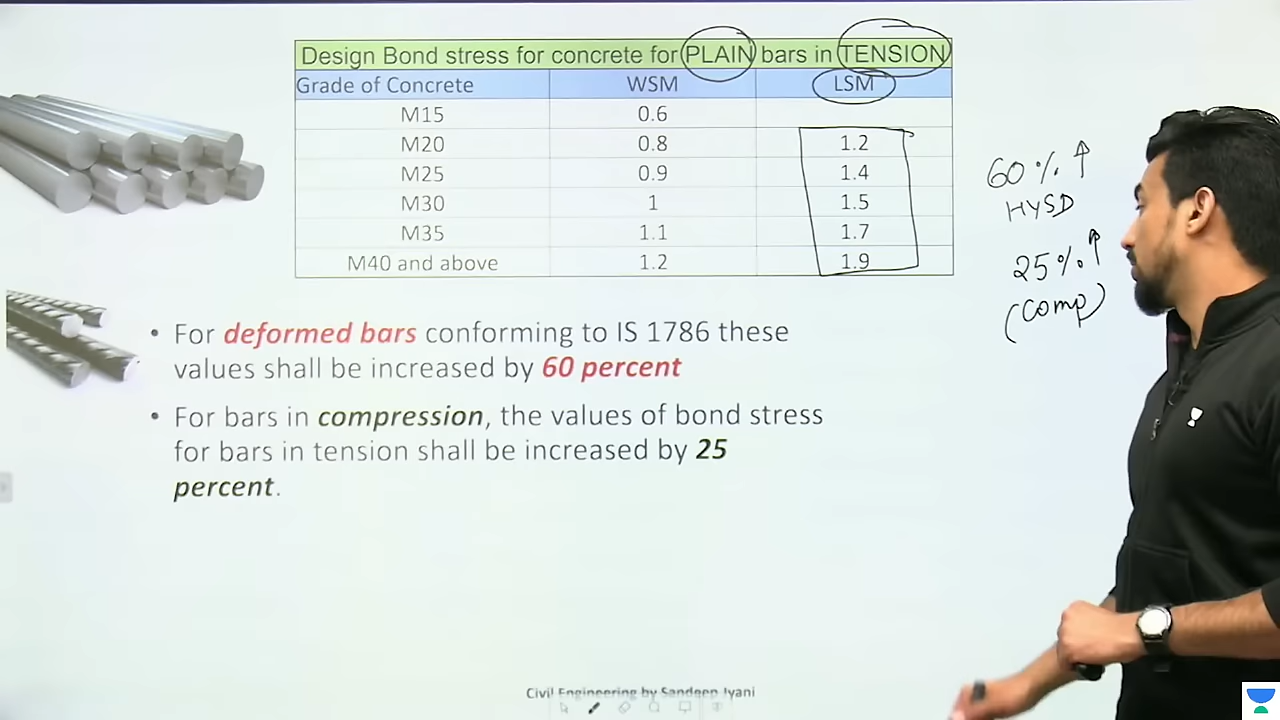 Design Bond stress for concrete for PLAIN bars in TENSION
Grade of Concrete WSM LSM
M15 0.6
M20 0.8 1.2
M25 0.9 1.4
M30 1 1.5
M35 1.1 1.7
M40 and above 1.2 1.9
60% ↑
HYSD
25% ↑
(Comp)
• For deformed bars conforming to IS 1786 these
values shall be increased by 60 percent
• For bars in compression, the values of bond stress
for bars in tension shall be increased by 25
percent.
Civil Engineering by Sandeep Jyani